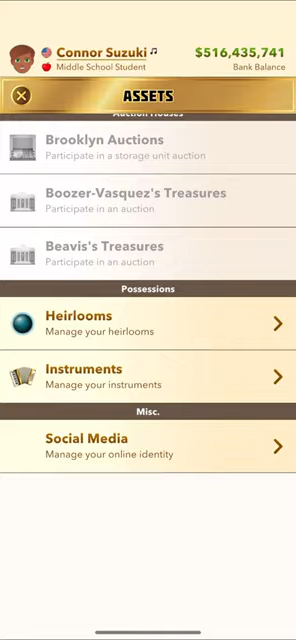 Connor Suzuki
$516,435,741
Middle School Student
Bank Balance
ASSETS
Auction Houses
Brooklyn Auctions
Participate in a storage unit auction
Boozer-Vasquez's Treasures
Participate in an auction
Beavis's Treasures
Participate in an auction
Possessions
Heirlooms
Manage your heirlooms
Instruments
Manage your instruments
Misc.
Social Media
Manage your online identity